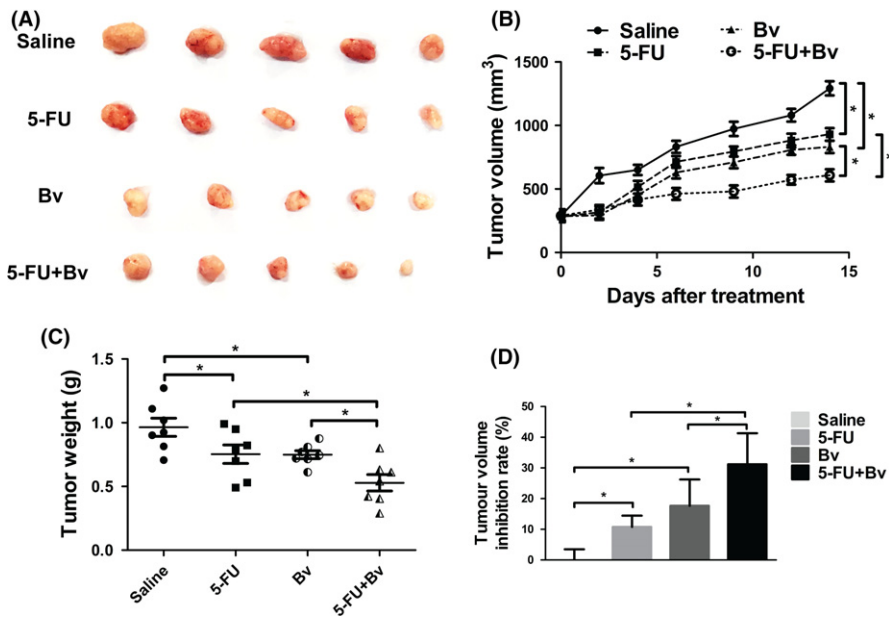 (A)
Saline
5-FU
Bv
5-FU+Bv
(B)
Saline
5-FU
Bv
5-FU+Bv
Tumor volume (mm³)
1500
1000
500
0
0
5
10
15
Days after treatment
*
*
*
*
(C)
Tumor weight (g)
1.5
1.0
0.5
0.0
*
*
*
*
Saline
5-FU
Bv
5-FU+Bv
(D)
Tumour volume
inhibition rate (%)
50
40
30
20
10
0
*
*
*
*
Saline
5-FU
Bv
5-FU+Bv